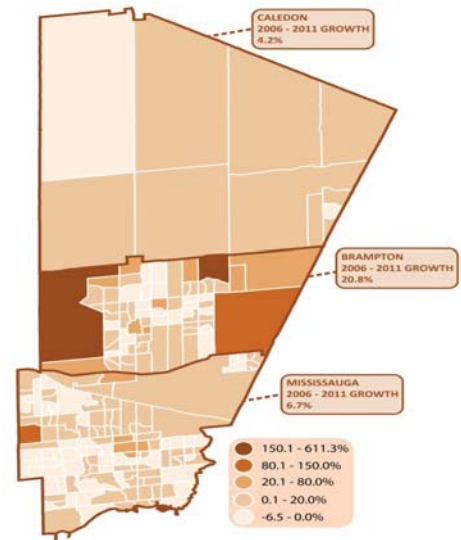 CALEDON
2006 - 2011 GROWTH
4.2%
BRAMPTON
2006 - 2011 GROWTH
20.8%
MISSISSAUGA
2006 - 2011 GROWTH
6.7%
150.1 - 611.3%
80.1 - 150.0%
20.1 - 80.0%
0.1 - 20.0%
-6.5 - 0.0%